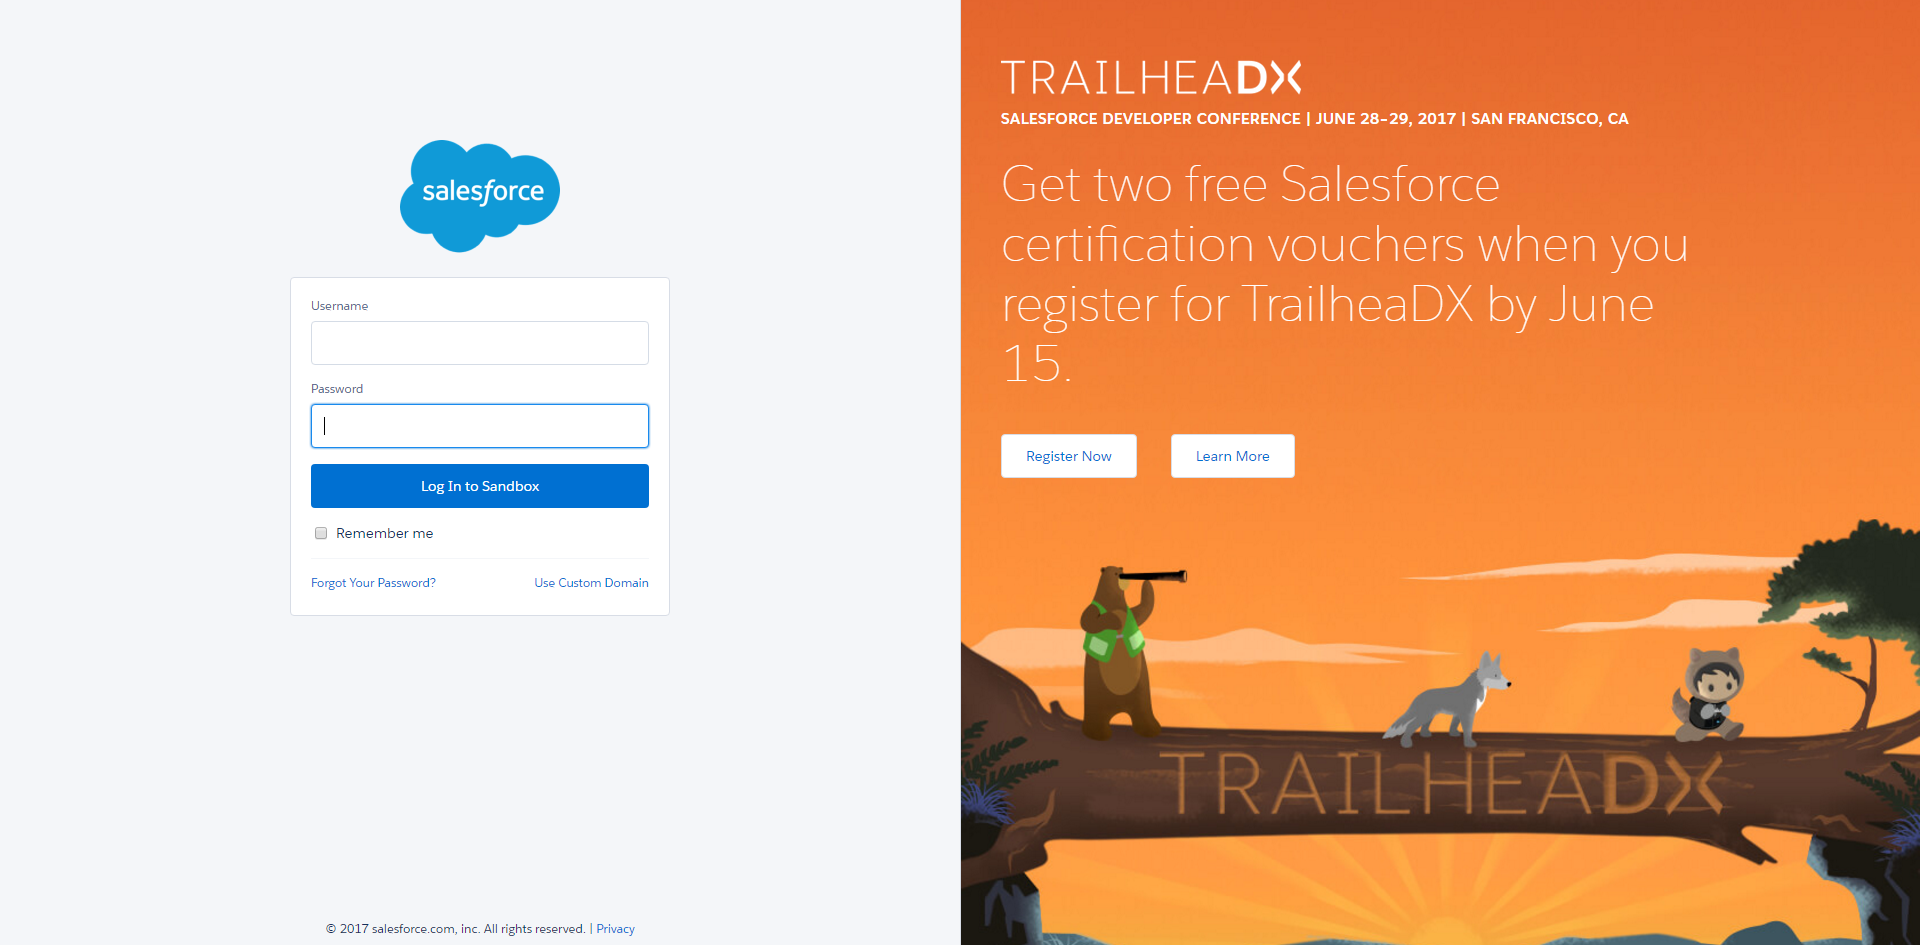 salesforce
Username
Password
Log In to Sandbox
Remember me
Forgot Your Password?
Use Custom Domain
© 2017 salesforce.com, inc. All rights reserved. | Privacy
TRAILHEADX
SALESFORCE DEVELOPER CONFERENCE | JUNE 28–29, 2017 | SAN FRANCISCO, CA
Get two free Salesforce
certification vouchers when you
register for TrailheaDX by June
15.
Register Now
Learn More
TRAILHEADX